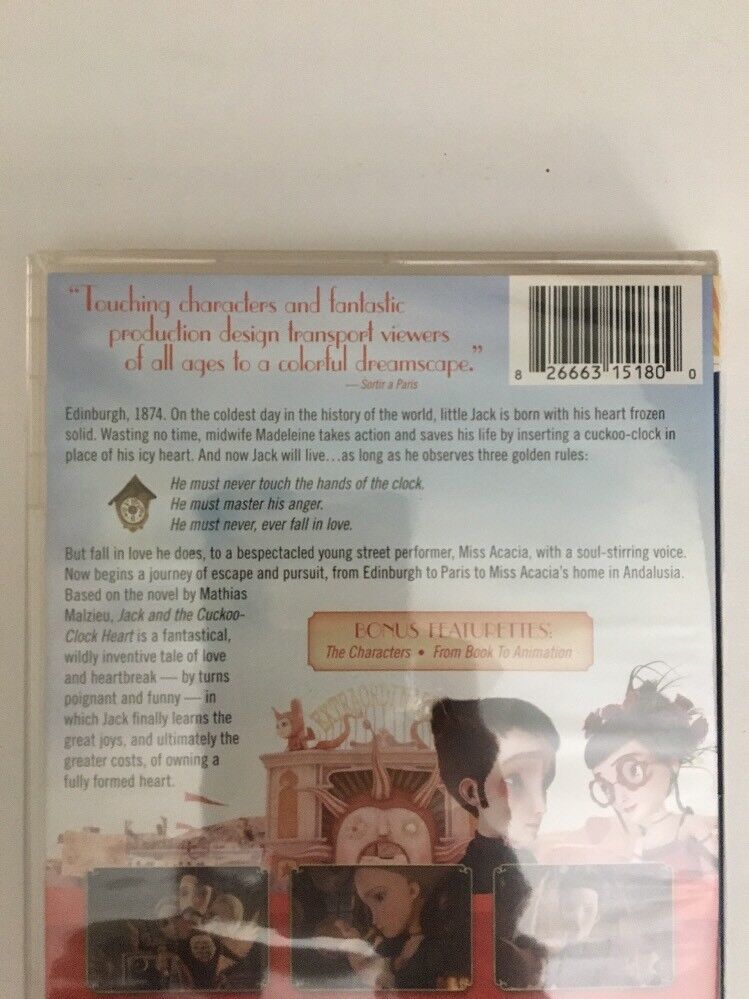 “Touching characters and fantastic
production design transport viewers
of all ages to a colorful dreamscape.”
— Sortir a Paris
8 26663 15180 0
Edinburgh, 1874. On the coldest day in the history of the world, little Jack is born with his heart frozen
solid. Wasting no time, midwife Madeleine takes action and saves his life by inserting a cuckoo-clock in
place of his icy heart. And now Jack will live…as long as he observes three golden rules:
He must never touch the hands of the clock.
He must master his anger.
He must never, ever fall in love.
But fall in love he does, to a bespectacled young street performer, Miss Acacia, with a soul-stirring voice.
Now begins a journey of escape and pursuit, from Edinburgh to Paris to Miss Acacia's home in Andalusia.
Based on the novel by Mathias
Malzieu, Jack and the Cuckoo-
Clock Heart is a fantastical,
wildly inventive tale of love
and heartbreak — by turns
poignant and funny — in
which Jack finally learns the
great joys, and ultimately the
greater costs, of owning a
fully formed heart.
BONUS FEATURETTES:
The Characters • From Book To Animation